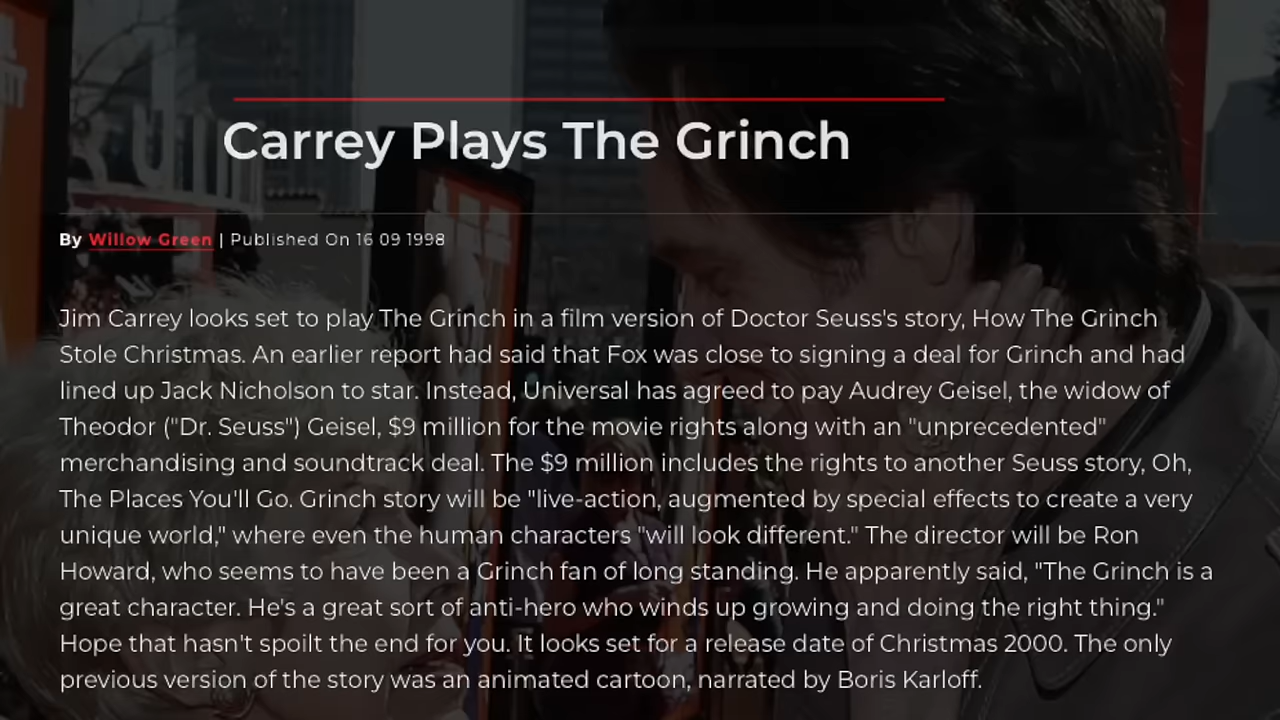 Carrey Plays The Grinch
By Willow Green | Published On 16 09 1998
Jim Carrey looks set to play The Grinch in a film version of Doctor Seuss's story, How The Grinch
Stole Christmas. An earlier report had said that Fox was close to signing a deal for Grinch and had
lined up Jack Nicholson to star. Instead, Universal has agreed to pay Audrey Geisel, the widow of
Theodor ("Dr. Seuss") Geisel, $9 million for the movie rights along with an "unprecedented"
merchandising and soundtrack deal. The $9 million includes the rights to another Seuss story, Oh,
The Places You'll Go. Grinch story will be "live-action, augmented by special effects to create a very
unique world," where even the human characters "will look different." The director will be Ron
Howard, who seems to have been a Grinch fan of long standing. He apparently said, "The Grinch is a
great character. He's a great sort of anti-hero who winds up growing and doing the right thing."
Hope that hasn't spoilt the end for you. It looks set for a release date of Christmas 2000. The only
previous version of the story was an animated cartoon, narrated by Boris Karloff.